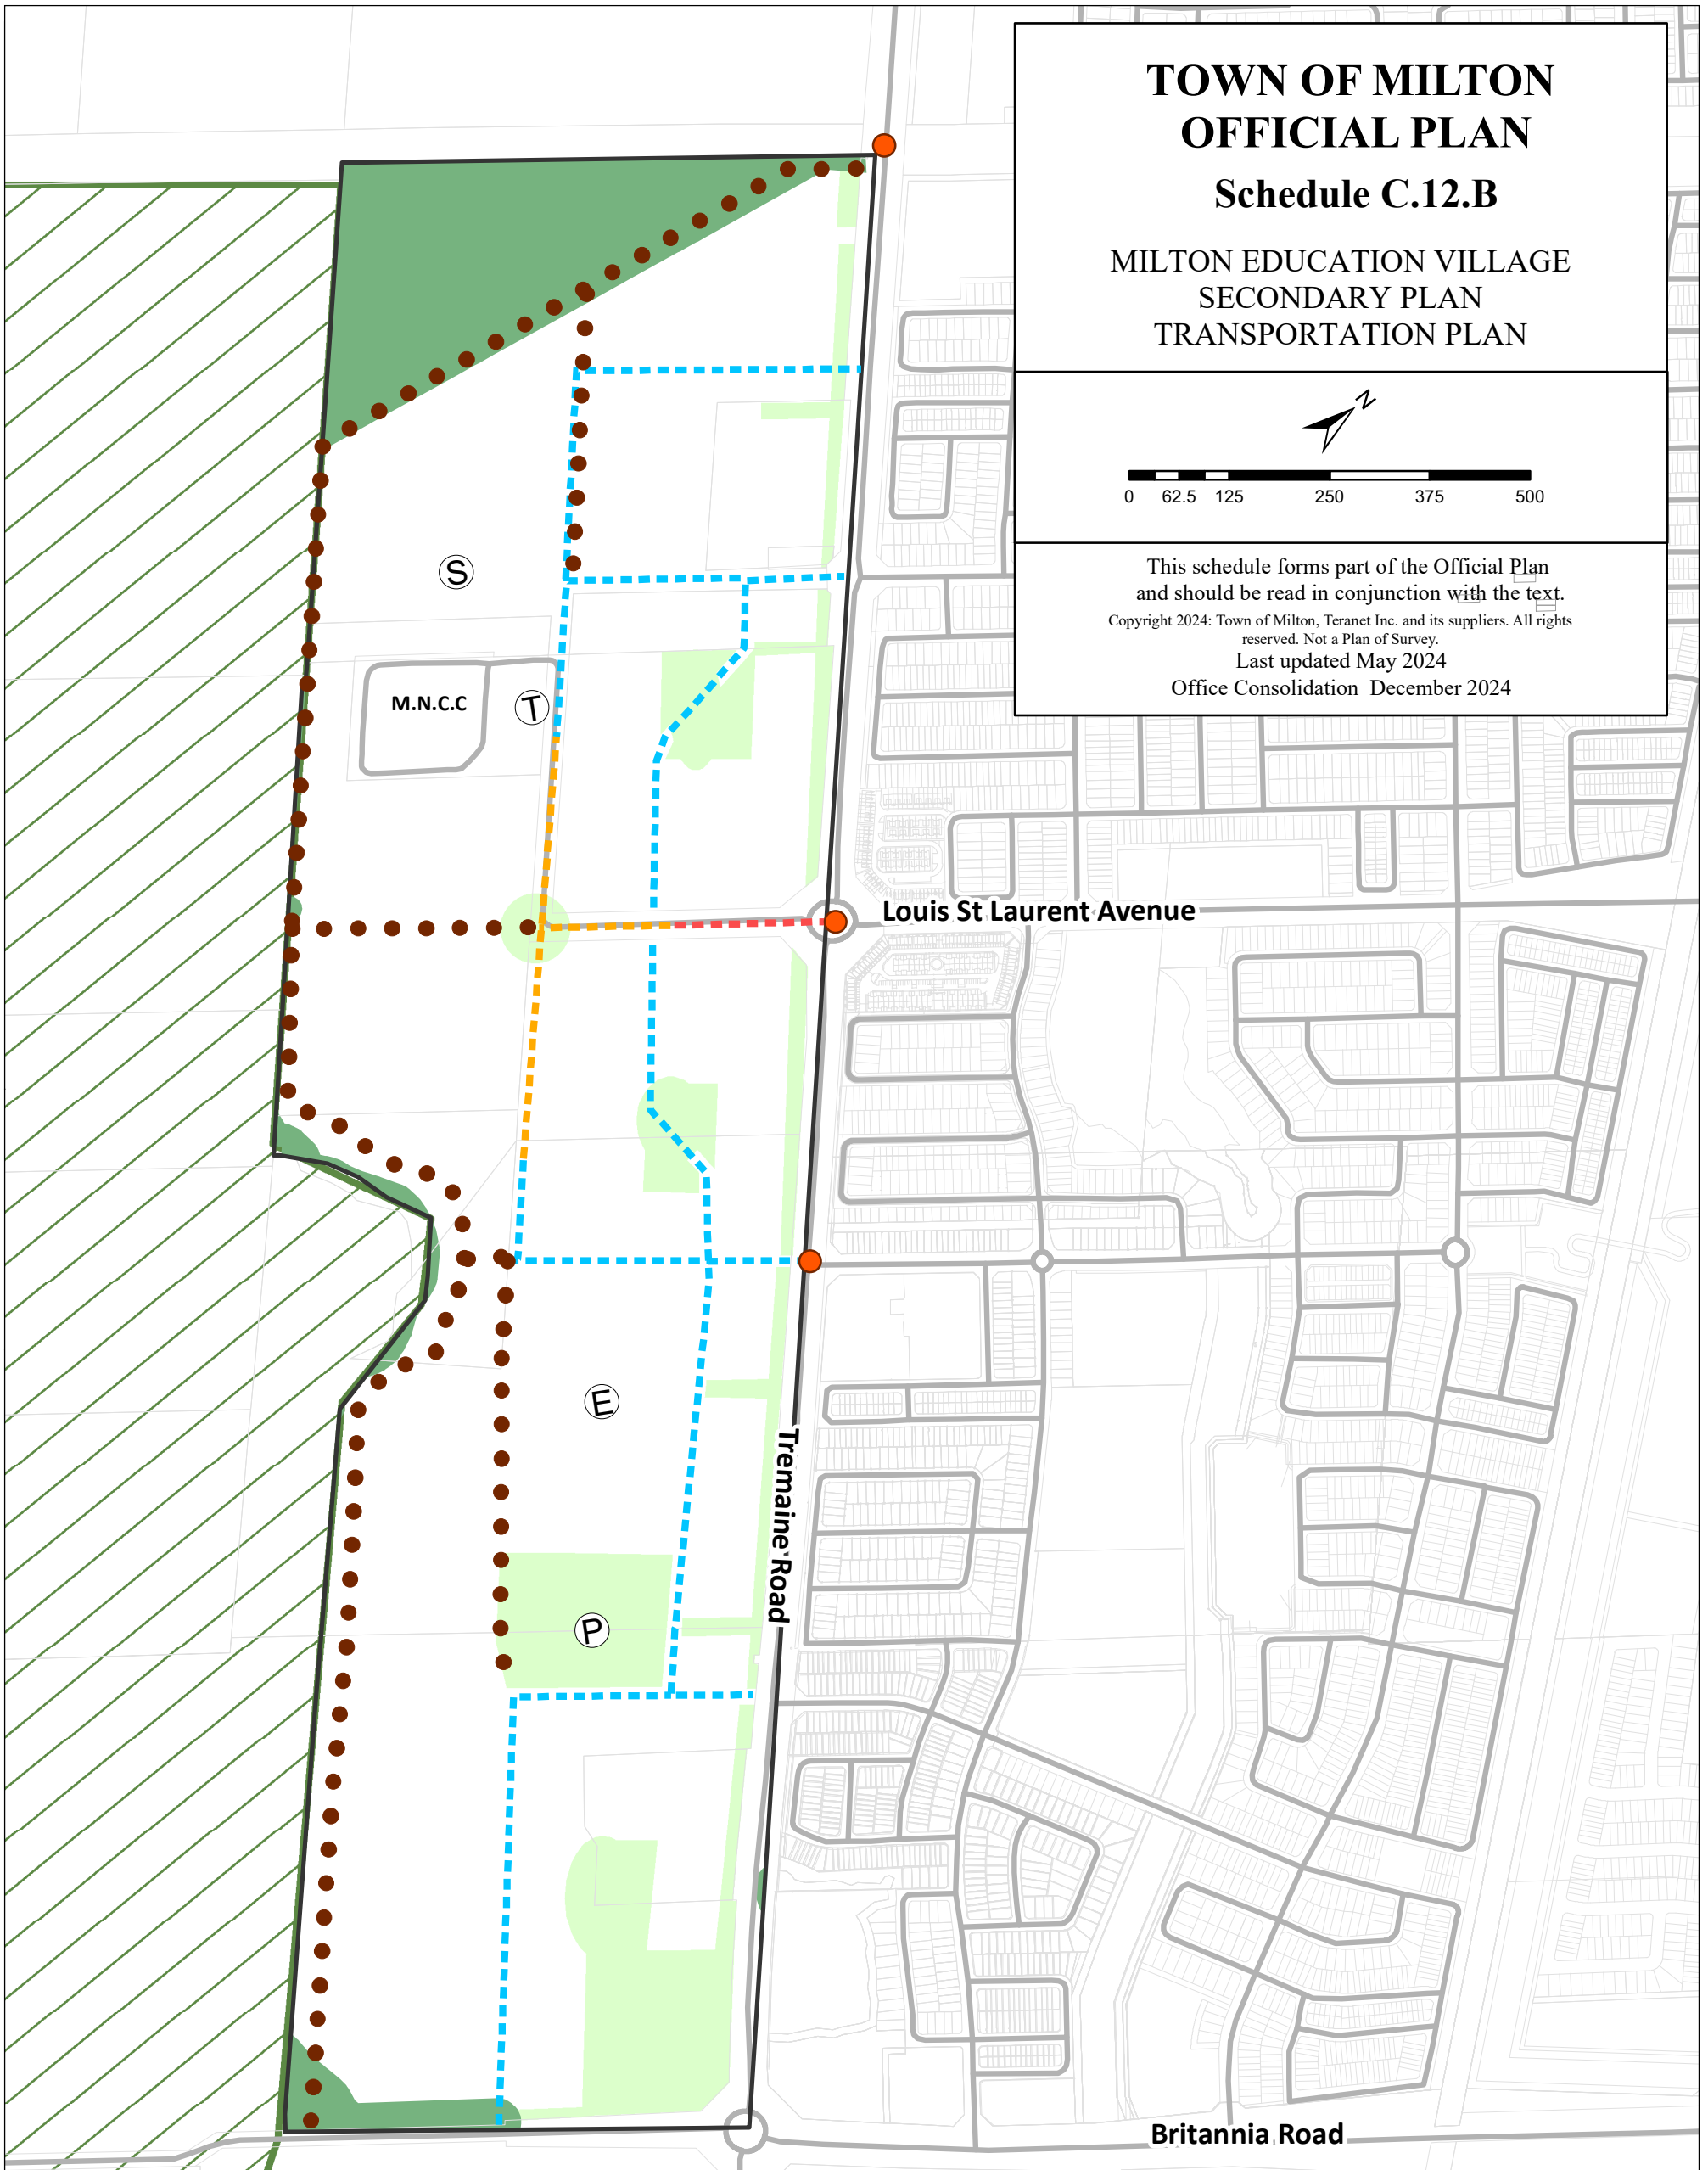 TOWN OF MILTON
OFFICIAL PLAN
Schedule C.12.B
MILTON EDUCATION VILLAGE
SECONDARY PLAN
TRANSPORTATION PLAN
N
0 62.5 125 250 375 500
This schedule forms part of the Official Plan
and should be read in conjunction with the text.
Copyright 2024: Town of Milton, Teranet Inc. and its suppliers. All rights
reserved. Not a Plan of Survey.
Last updated May 2024
Office Consolidation December 2024
S
M.N.C.C
T
Louis St Laurent Avenue
E
Tremaine Road
P
Britannia Road